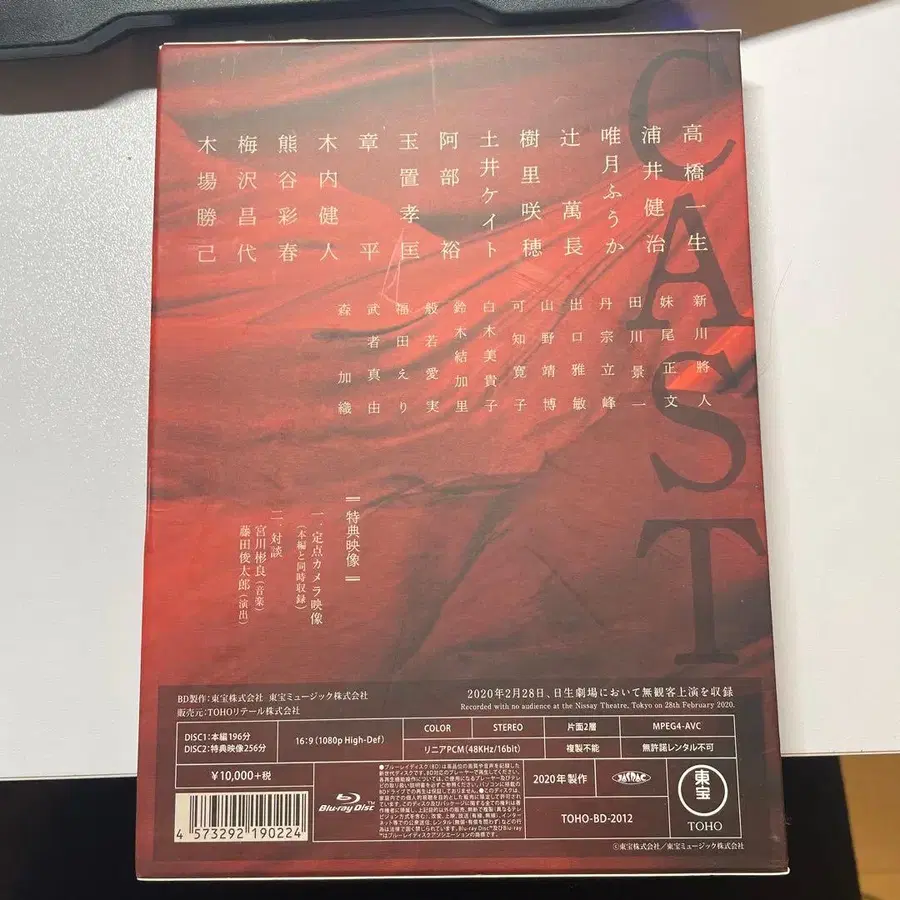 CAST
高橋一生
浦井健治
唯月ふうか
辻萬長
樹里咲穂
土井ケイト
阿部裕
玉置孝匡
章平
木内健人
熊谷彩春
梅沢昌代
木場勝己
新川將人
妹尾正文
田川景一
丹宗立峰
出口雅敏
山野靖博
可知寛子
白木美貴子
鈴木結加里
般若愛実
福田えり
武者真由
森加織
特典映像
一．定点カメラ映像
(本編と同時収録)
二．対談
宮川彬良(音楽)
藤田俊太郎(演出)
BD製作:東宝株式会社 東宝ミュージック株式会社
販売元:TOHOリテール株式会社
2020年2月28日、日生劇場において無観客上演を収録
Recorded with no audience at the Nissay Theatre, Tokyo on 28th February 2020.
DISC1:本編196分
DISC2:特典映像256分
16:9(1080p High-Def)
COLOR
STEREO
片面2層
MPEG4-AVC
リニアPCM(48KHz/16bit)
複製不能
無許諾レンタル不可
¥10,000+税
4 573292 190224
Blu-ray Disc™
2020年製作
JASRAC
TOHO-BD-2012
東宝
TOHO
©東宝株式会社/東宝ミュージック株式会社